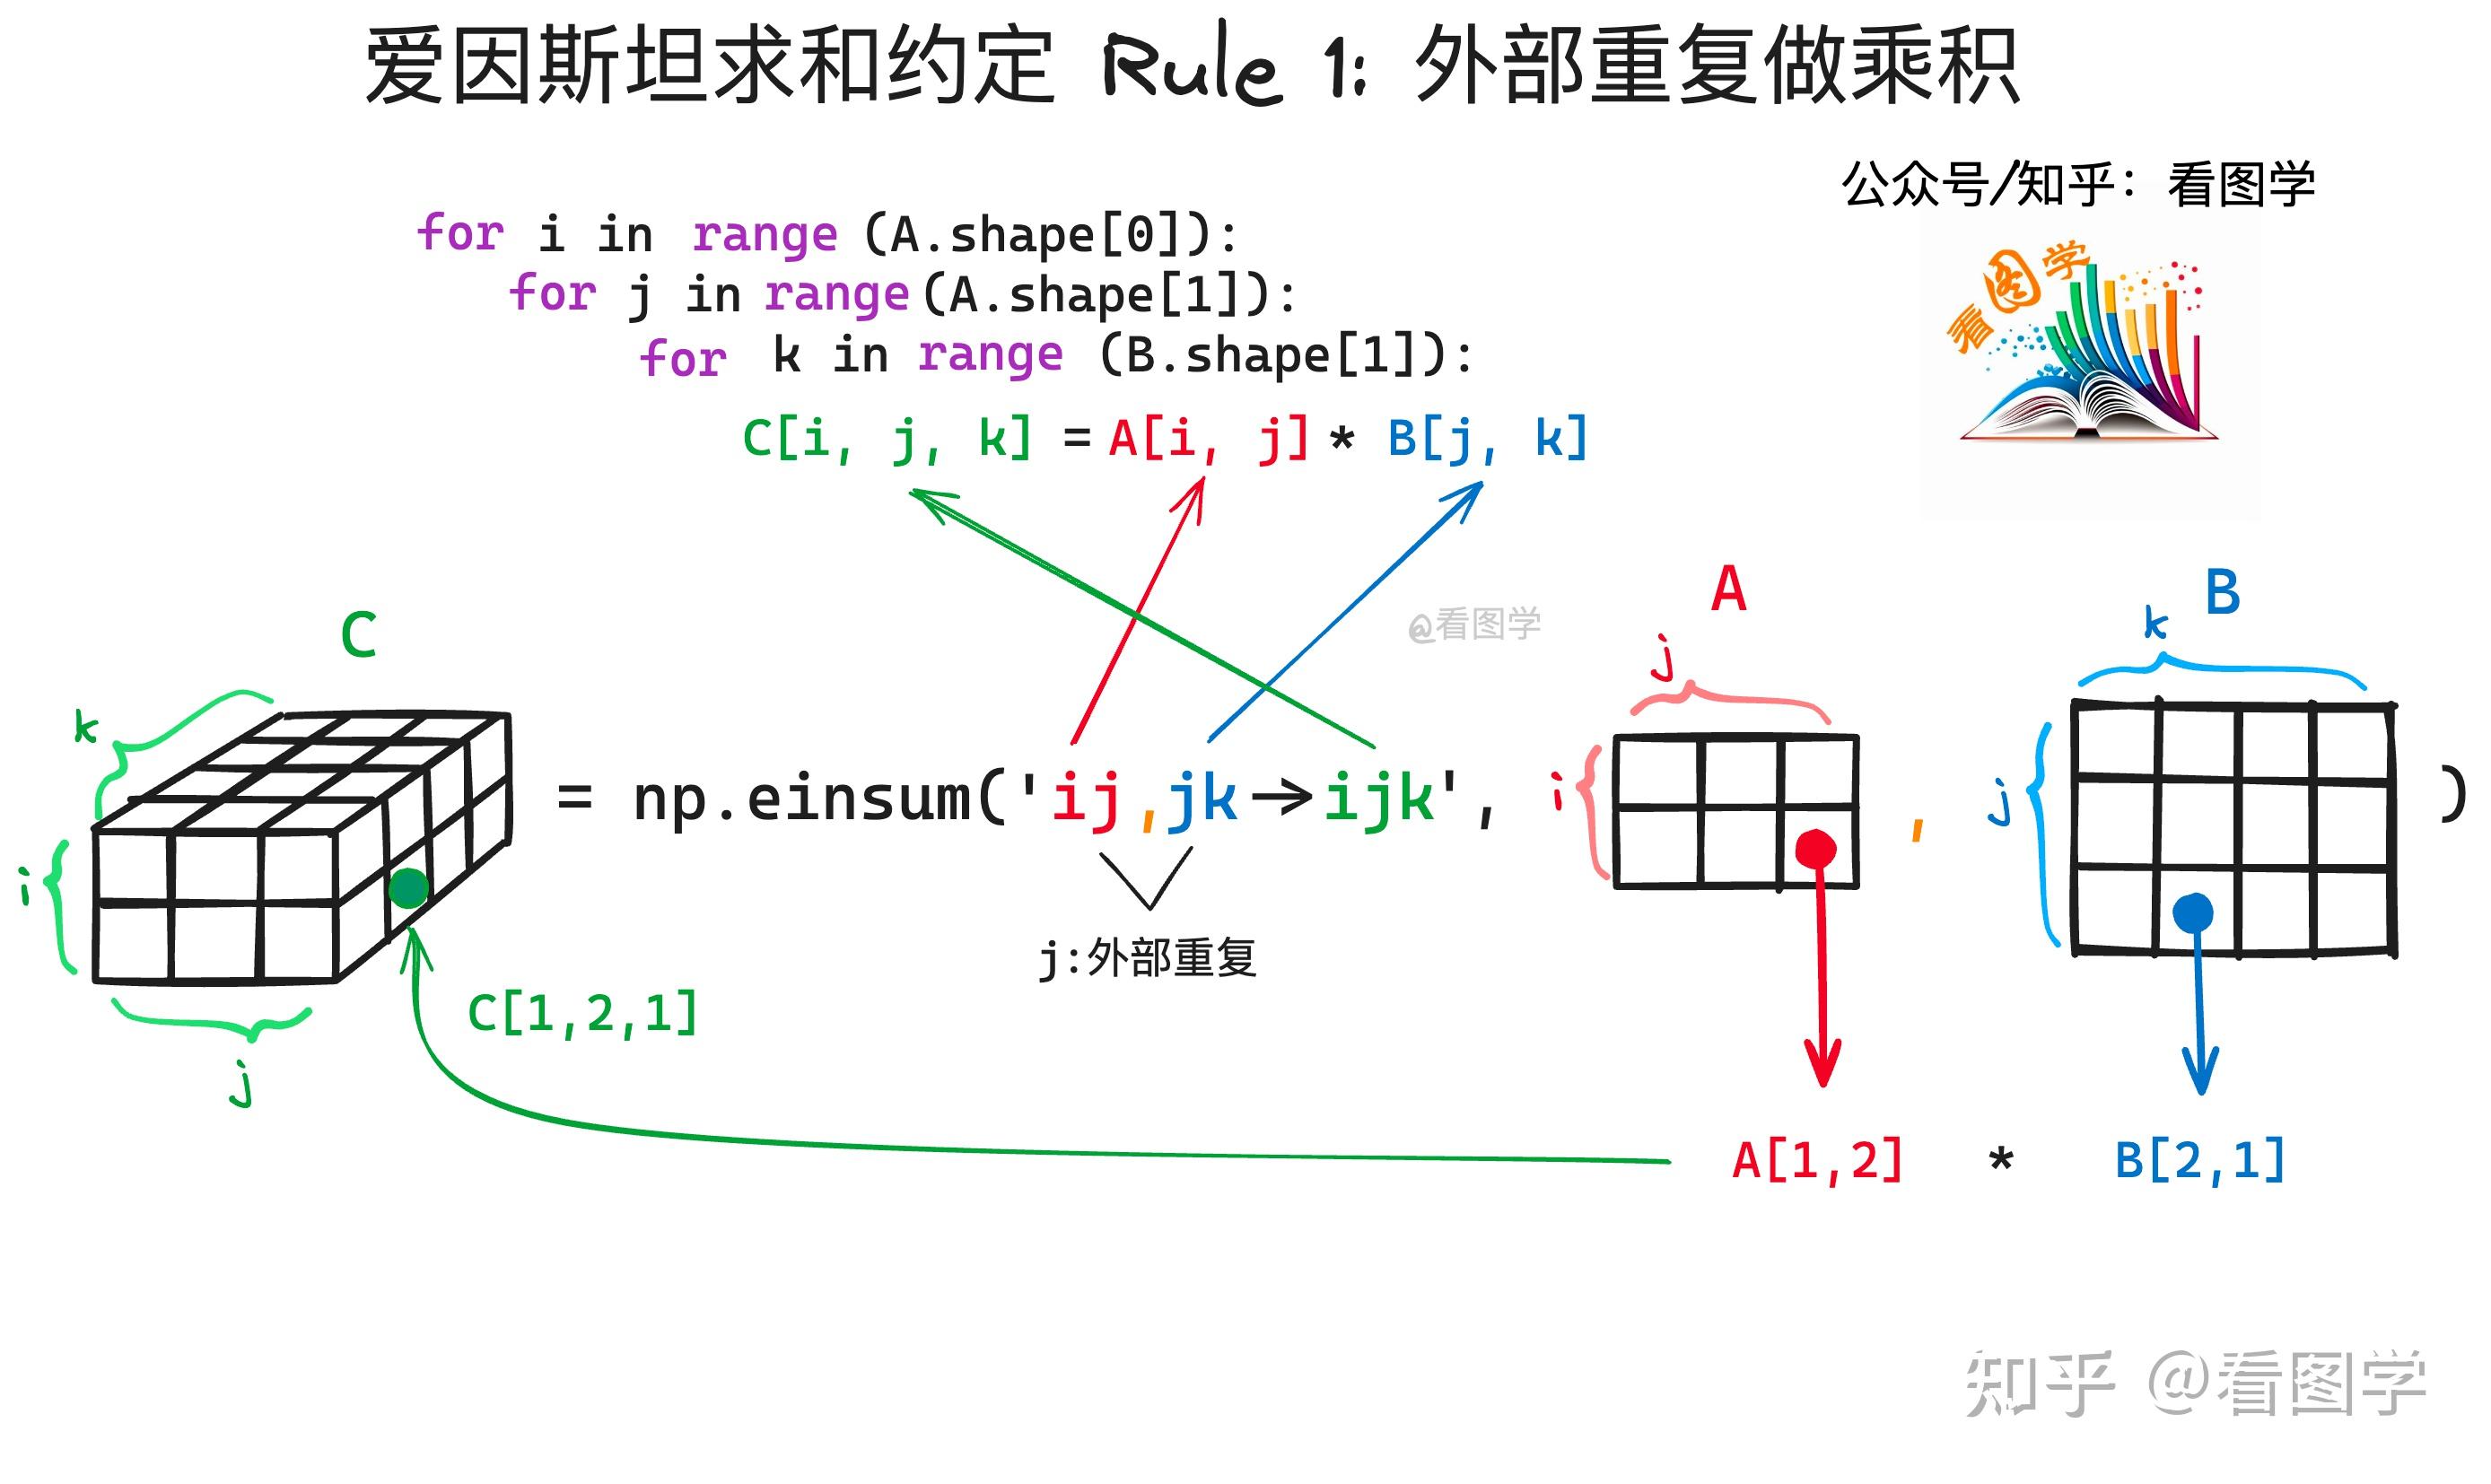 爱因斯坦求和约定 Rule 1: 外部重复做乘积
公众号/知乎: 看图学
for i in range (A.shape[0]):
for j in range(A.shape[1]):
for k in range (B.shape[1]):
C[i, j, k] = A[i, j] * B[j, k]
看图学
@看图学
C
A
B
k
j
k
i
j
i
j
= np.einsum('ij,jk->ijk', , )
j:外部重复
C[1,2,1]
A[1,2] * B[2,1]
知乎 @看图学